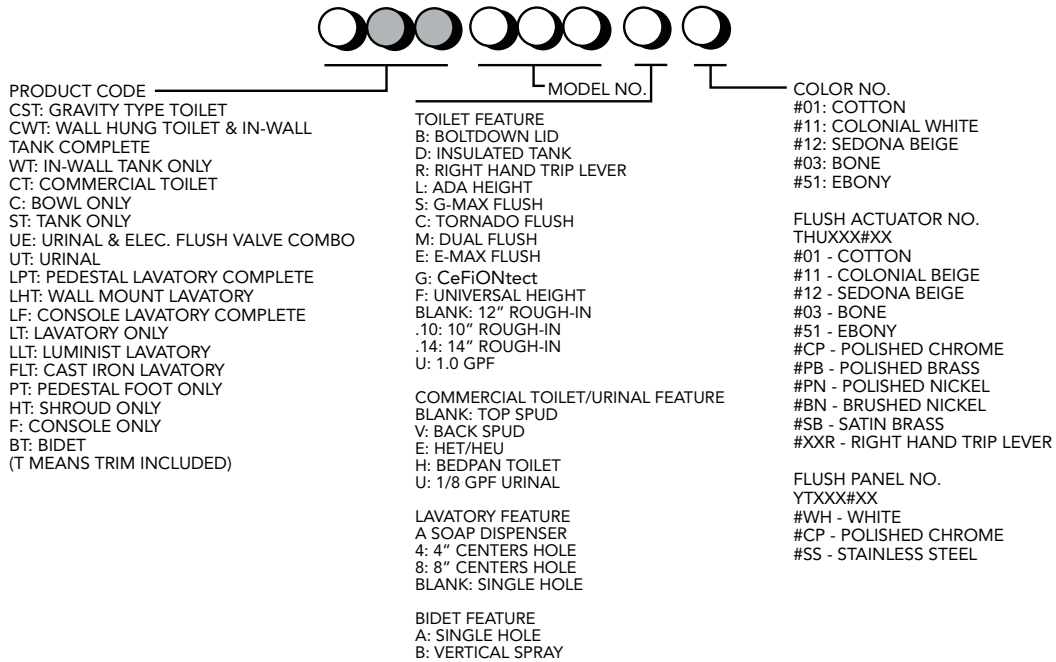 PRODUCT CODE
CST: GRAVITY TYPE TOILET
CWT: WALL HUNG TOILET & IN-WALL
TANK COMPLETE
WT: IN-WALL TANK ONLY
CT: COMMERCIAL TOILET
C: BOWL ONLY
ST: TANK ONLY
UE: URINAL & ELEC. FLUSH VALVE COMBO
UT: URINAL
LPT: PEDESTAL LAVATORY COMPLETE
LHT: WALL MOUNT LAVATORY
LF: CONSOLE LAVATORY COMPLETE
LT: LAVATORY ONLY
LLT: LUMINIST LAVATORY
FLT: CAST IRON LAVATORY
PT: PEDESTAL FOOT ONLY
HT: SHROUD ONLY
F: CONSOLE ONLY
BT: BIDET
(T MEANS TRIM INCLUDED)
MODEL NO.
TOILET FEATURE
B: BOLTDOWN LID
D: INSULATED TANK
R: RIGHT HAND TRIP LEVER
L: ADA HEIGHT
S: G-MAX FLUSH
C: TORNADO FLUSH
M: DUAL FLUSH
E: E-MAX FLUSH
G: CeFiONtect
F: UNIVERSAL HEIGHT
BLANK: 12" ROUGH-IN
.10: 10" ROUGH-IN
.14: 14" ROUGH-IN
U: 1.0 GPF
COMMERCIAL TOILET/URINAL FEATURE
BLANK: TOP SPUD
V: BACK SPUD
E: HET/HEU
H: BEDPAN TOILET
U: 1/8 GPF URINAL
LAVATORY FEATURE
A SOAP DISPENSER
4: 4" CENTERS HOLE
8: 8" CENTERS HOLE
BLANK: SINGLE HOLE
BIDET FEATURE
A: SINGLE HOLE
B: VERTICAL SPRAY
COLOR NO.
#01: COTTON
#11: COLONIAL WHITE
#12: SEDONA BEIGE
#03: BONE
#51: EBONY
FLUSH ACTUATOR NO.
THUXXX#XX
#01 - COTTON
#11 - COLONIAL BEIGE
#12 - SEDONA BEIGE
#03 - BONE
#51 - EBONY
#CP - POLISHED CHROME
#PB - POLISHED BRASS
#PN - POLISHED NICKEL
#BN - BRUSHED NICKEL
#SB - SATIN BRASS
#XXR - RIGHT HAND TRIP LEVER
FLUSH PANEL NO.
YTXXX#XX
#WH - WHITE
#CP - POLISHED CHROME
#SS - STAINLESS STEEL